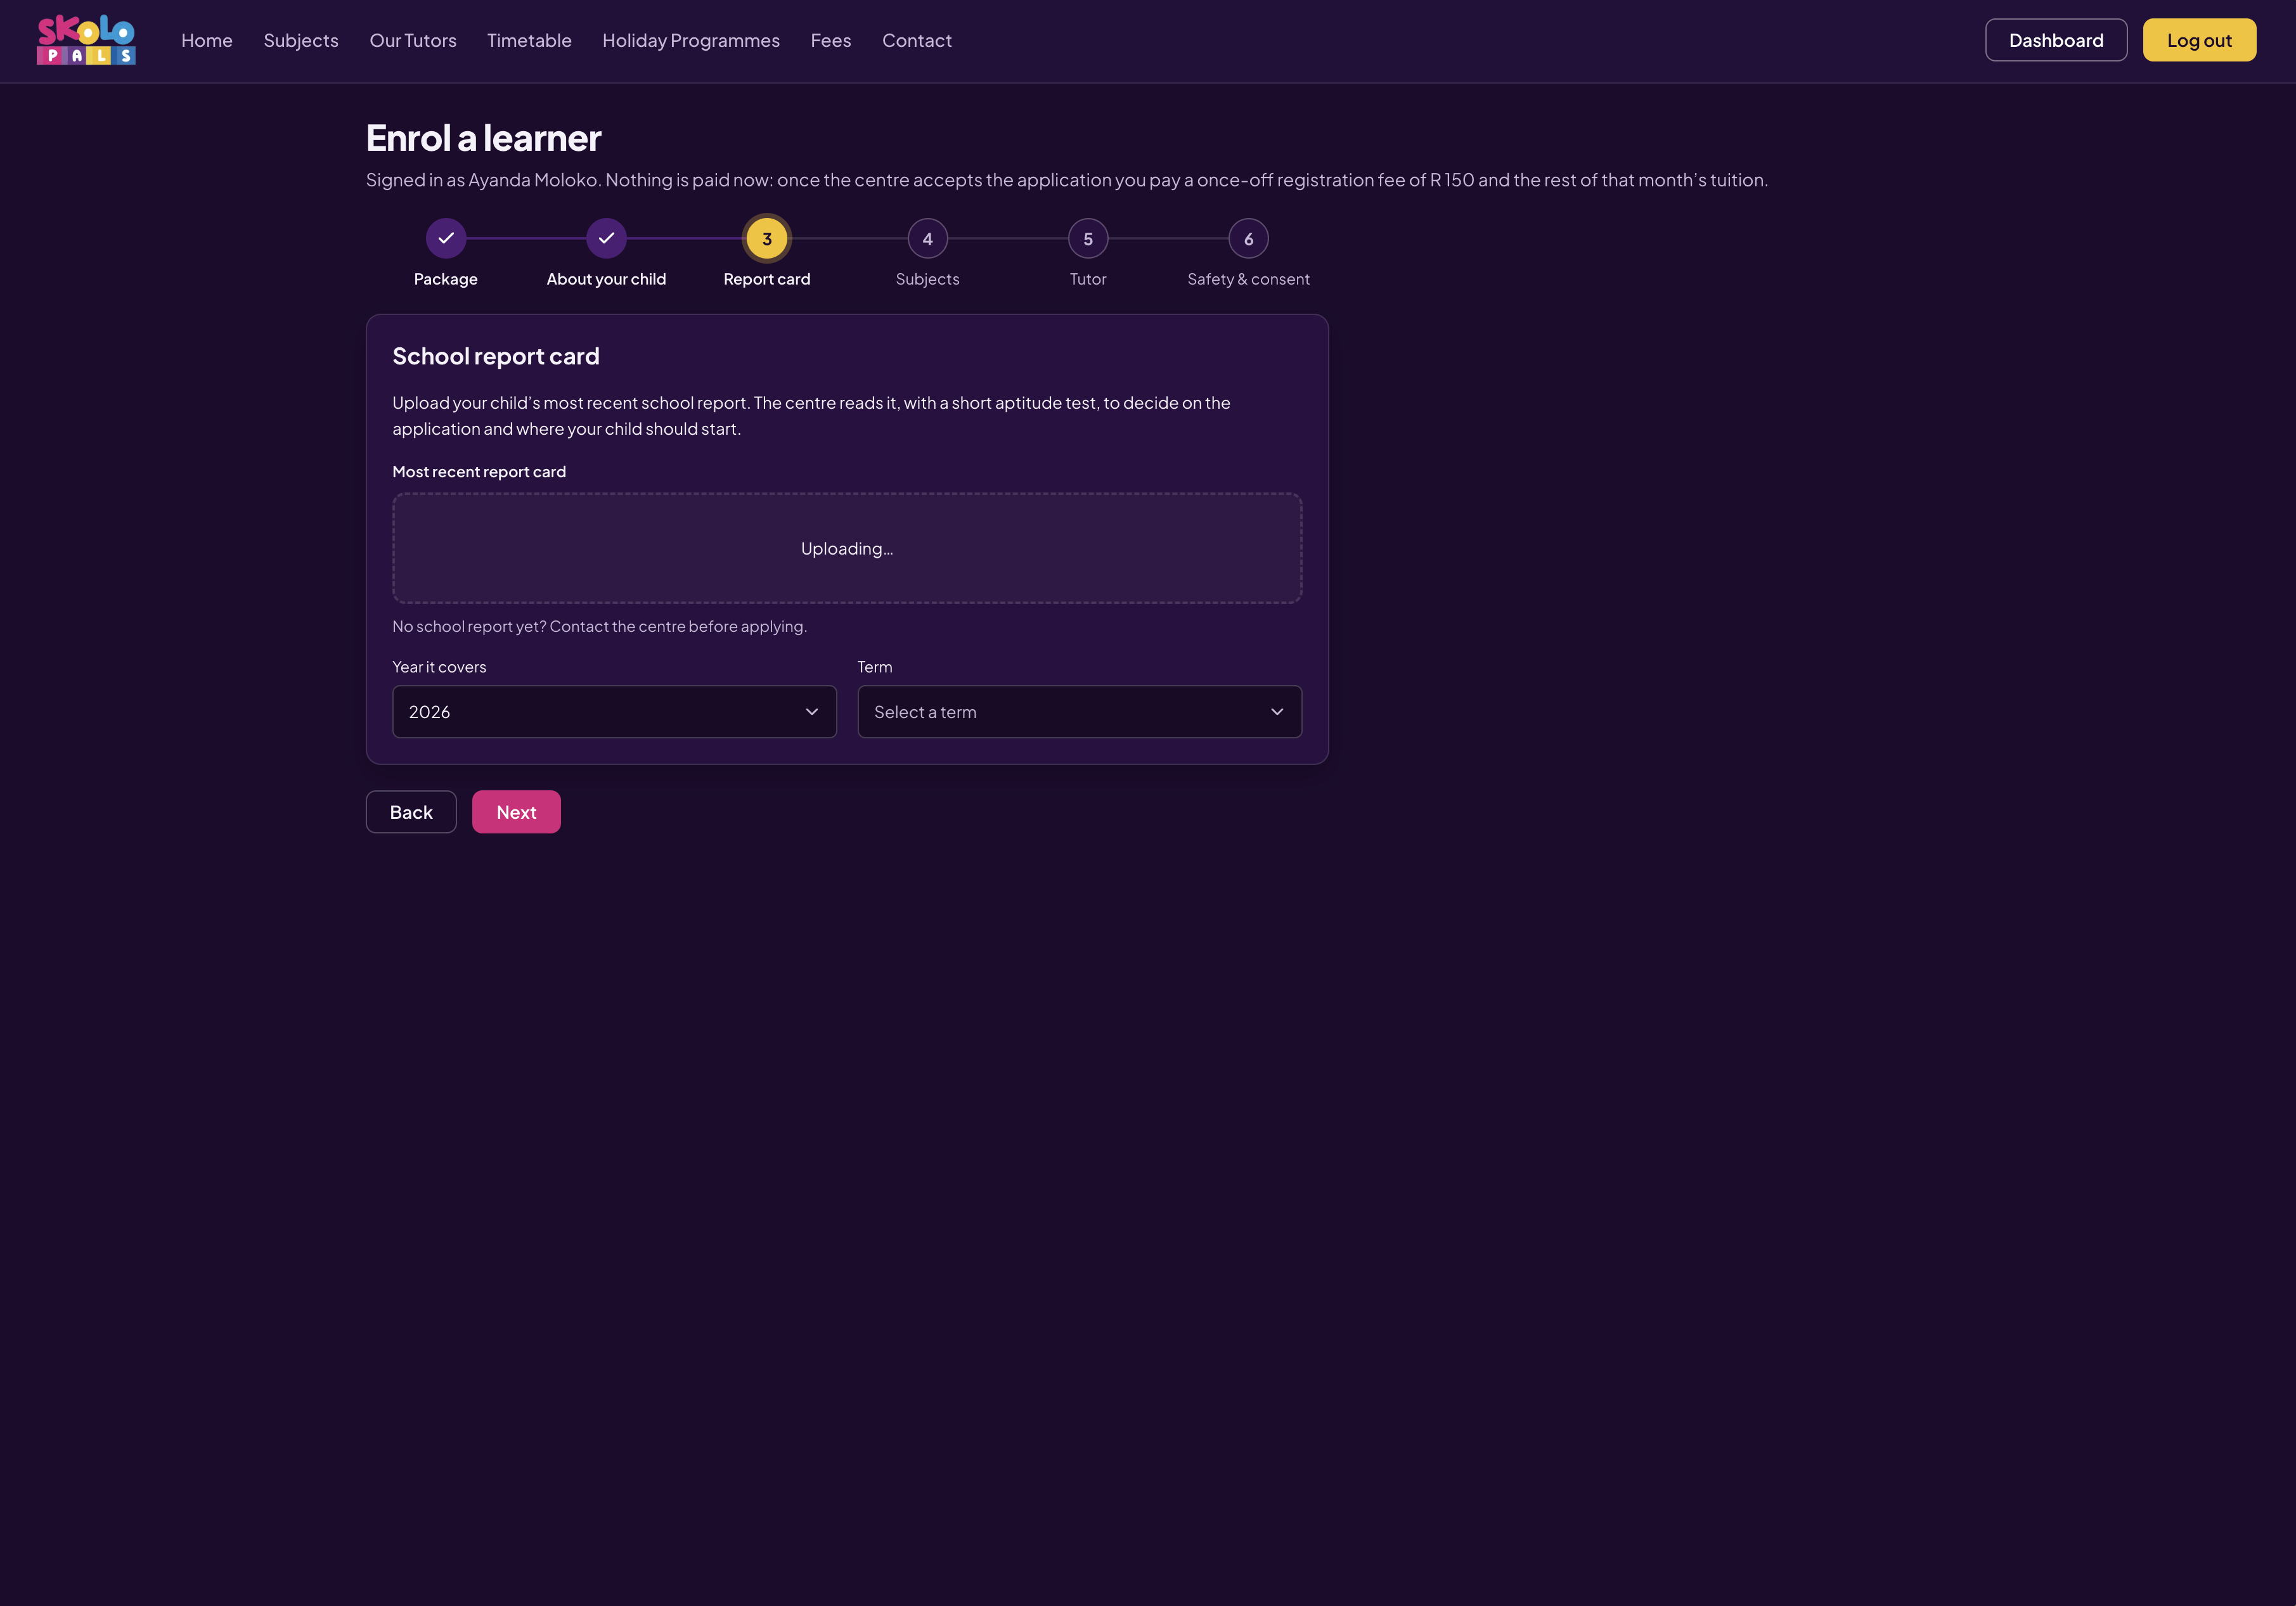 SKOLO
PALS
Home
Subjects
Our Tutors
Timetable
Holiday Programmes
Fees
Contact
Dashboard
Log out
Enrol a learner
Signed in as Ayanda Moloko. Nothing is paid now: once the centre accepts the application you pay a once-off registration fee of R 150 and the rest of that month’s tuition.
3
4
5
6
Package
About your child
Report card
Subjects
Tutor
Safety & consent
School report card
Upload your child’s most recent school report. The centre reads it, with a short aptitude test, to decide on the
application and where your child should start.
Most recent report card
Uploading…
No school report yet? Contact the centre before applying.
Year it covers
Term
2026
Select a term
Back
Next